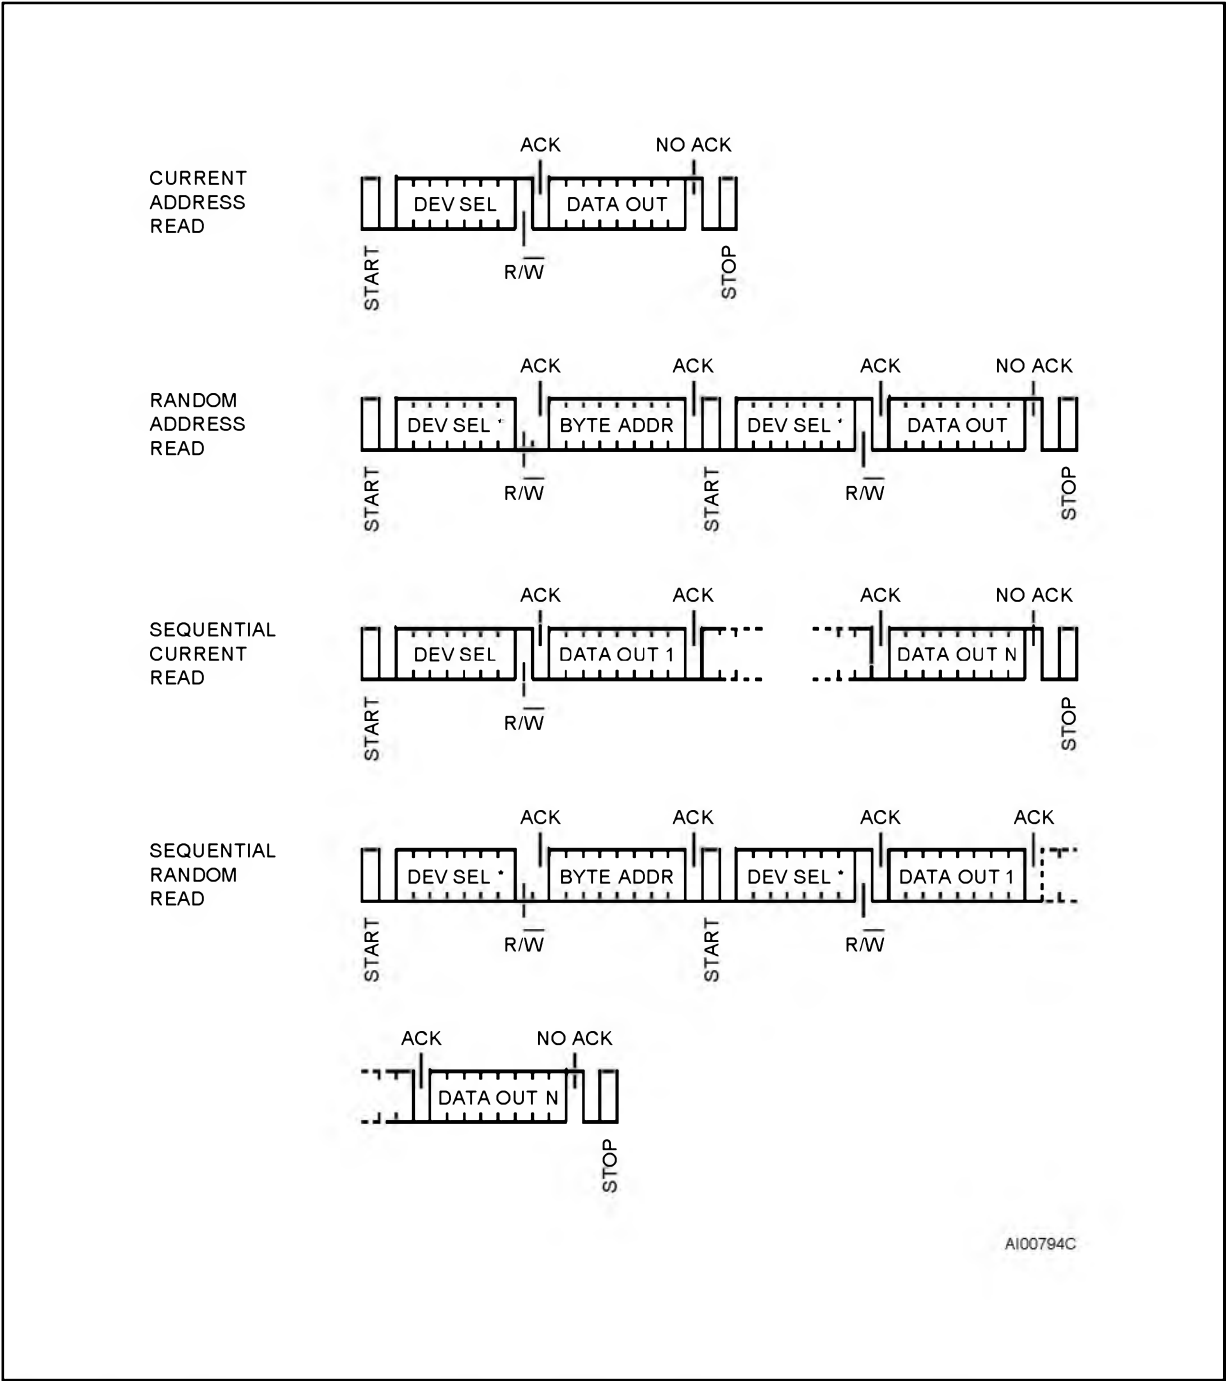 ACK NO ACK
CURRENT
ADDRESS
READ
DEV SEL DATA OUT
START R/W̅ STOP
ACK ACK ACK NO ACK
RANDOM
ADDRESS
READ
DEV SEL * BYTE ADDR DEV SEL * DATA OUT
START R/W̅ START R/W̅ STOP
ACK ACK ACK NO ACK
SEQUENTIAL
CURRENT
READ
DEV SEL DATA OUT 1 DATA OUT N
START R/W̅ STOP
ACK ACK ACK ACK
SEQUENTIAL
RANDOM
READ
DEV SEL * BYTE ADDR DEV SEL * DATA OUT 1
START R/W̅ START R/W̅
ACK NO ACK
DATA OUT N
STOP
AI00794C